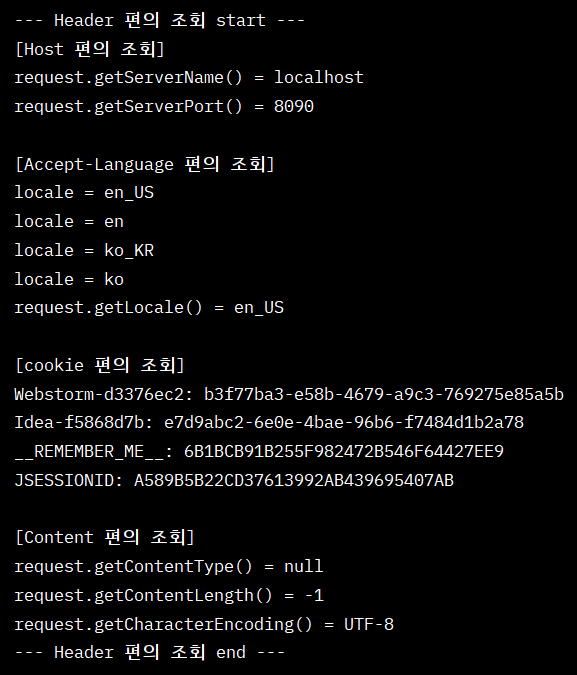 --- Header 편의 조회 start ---
[Host 편의 조회]
request.getServerName() = localhost
request.getServerPort() = 8090
[Accept-Language 편의 조회]
locale = en_US
locale = en
locale = ko_KR
locale = ko
request.getLocale() = en_US
[cookie 편의 조회]
Webstorm-d3376ec2: b3f77ba3-e58b-4679-a9c3-769275e85a5b
Idea-f5868d7b: e7d9abc2-6e0e-4bae-96b6-f7484d1b2a78
__REMEMBER_ME__: 6B1BCB91B255F982472B546F64427EE9
JSESSIONID: A589B5B22CD37613992AB439695407AB
[Content 편의 조회]
request.getContentType() = null
request.getContentLength() = -1
request.getCharacterEncoding() = UTF-8
--- Header 편의 조회 end ---